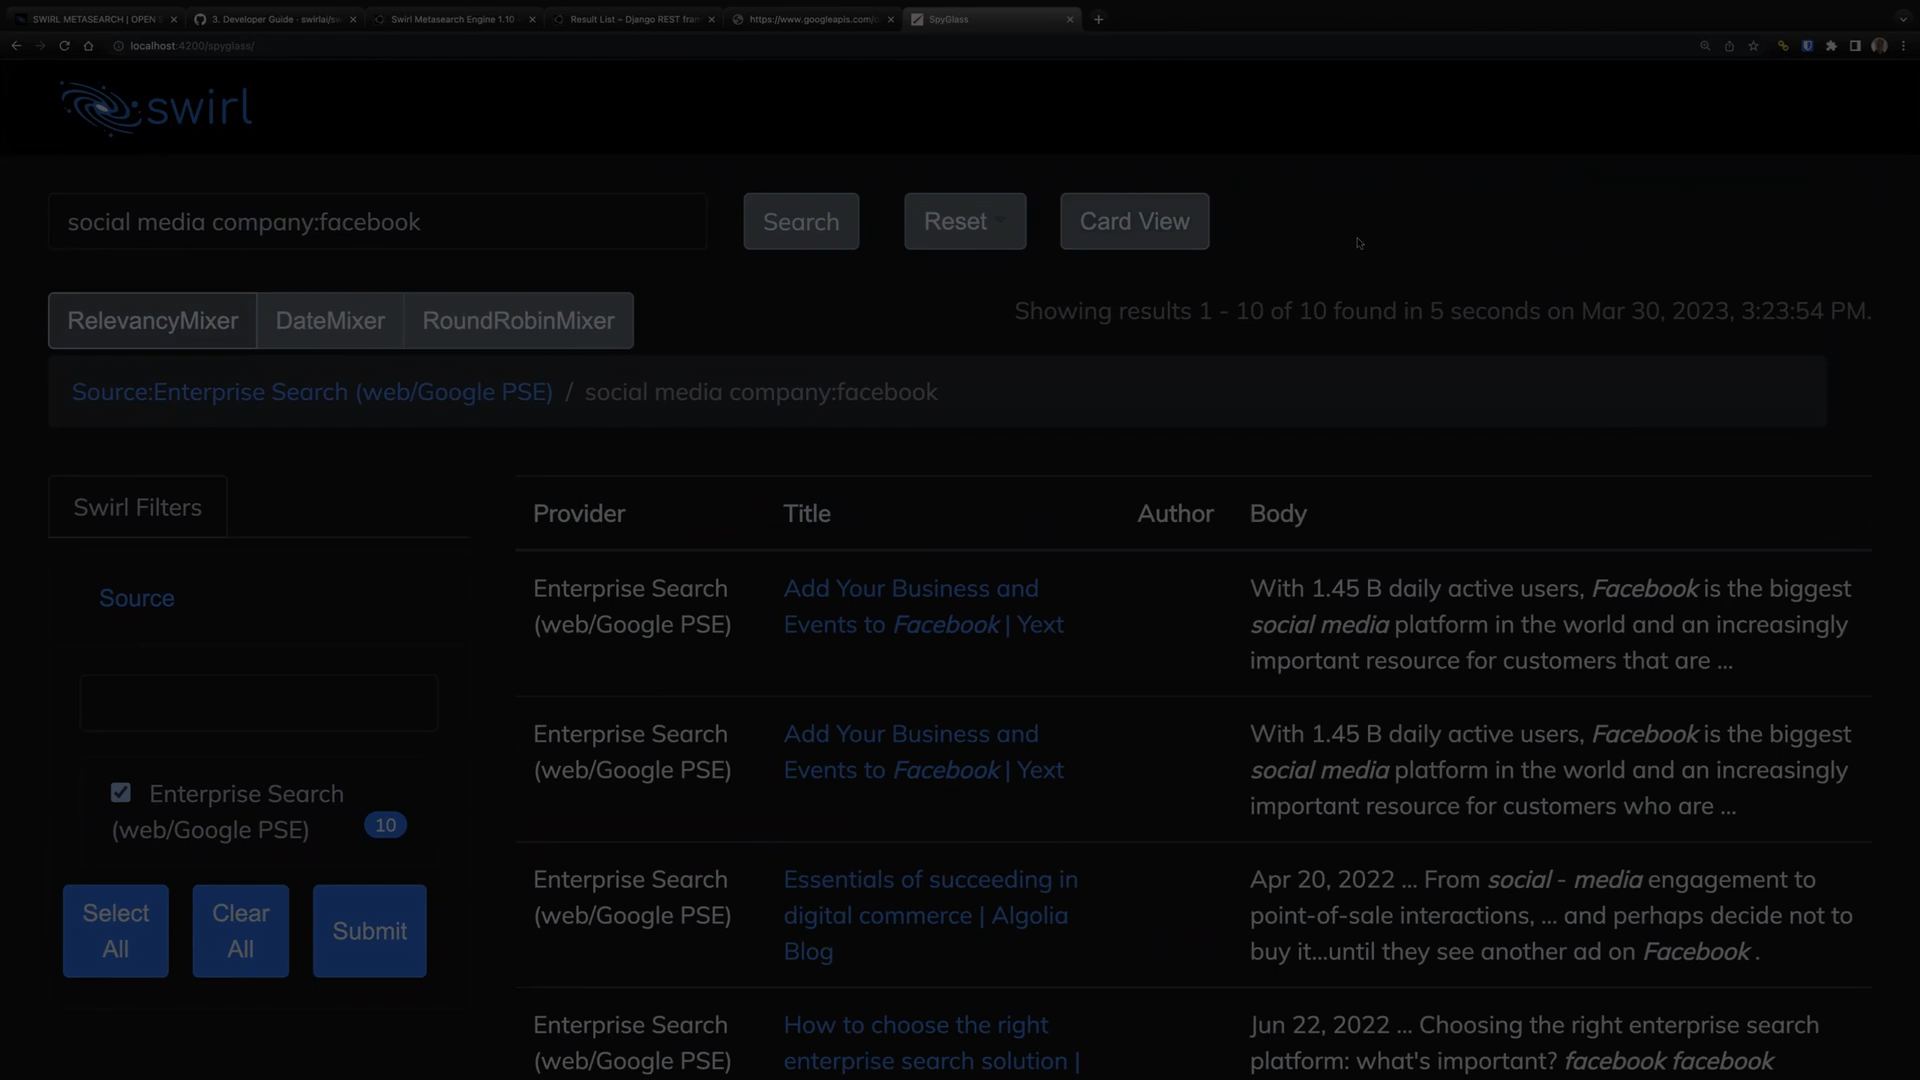 SWIRL METASEARCH | OPEN S
3. Developer Guide · swirlai/sw
Swirl Metasearch Engine 1.10
Result List – Django REST fram
https://www.googleapis.com/c
SpyGlass
localhost:4200/spyglass/
swirl
social media company:facebook
Search
Reset
Card View
RelevancyMixer
DateMixer
RoundRobinMixer
Showing results 1 - 10 of 10 found in 5 seconds on Mar 30, 2023, 3:23:54 PM.
Source:Enterprise Search (web/Google PSE) / social media company:facebook
Swirl Filters
Source
Enterprise Search
(web/Google PSE)
10
Select
All
Clear
All
Submit
Provider
Title
Author
Body
Enterprise Search
(web/Google PSE)
Add Your Business and
Events to Facebook | Yext
With 1.45 B daily active users, Facebook is the biggest
social media platform in the world and an increasingly
important resource for customers that are ...
Enterprise Search
(web/Google PSE)
Add Your Business and
Events to Facebook | Yext
With 1.45 B daily active users, Facebook is the biggest
social media platform in the world and an increasingly
important resource for customers who are ...
Enterprise Search
(web/Google PSE)
Essentials of succeeding in
digital commerce | Algolia
Blog
Apr 20, 2022 ... From social - media engagement to
point-of-sale interactions, ... and perhaps decide not to
buy it...until they see another ad on Facebook .
Enterprise Search
(web/Google PSE)
How to choose the right
enterprise search solution |
Jun 22, 2022 ... Choosing the right enterprise search
platform: what's important? facebook facebook